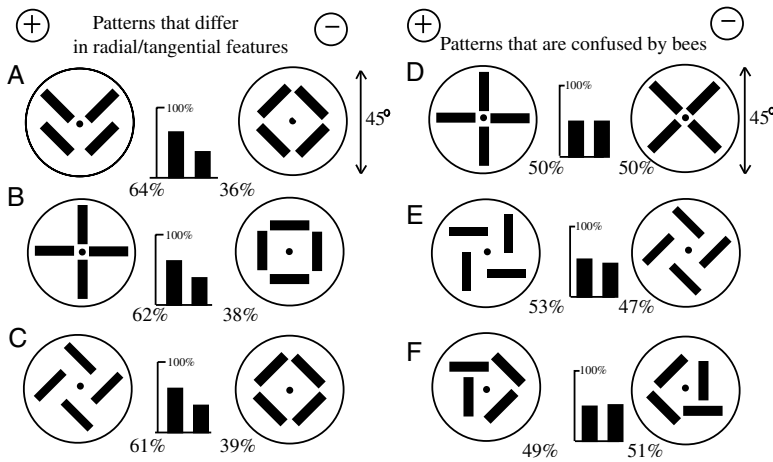 + Patterns that differ in radial/tangential features −
+ Patterns that are confused by bees −
A
100%
64% 36%
45°
B
100%
62% 38%
C
100%
61% 39%
D
100%
50% 50%
45°
E
100%
53% 47%
F
100%
49% 51%